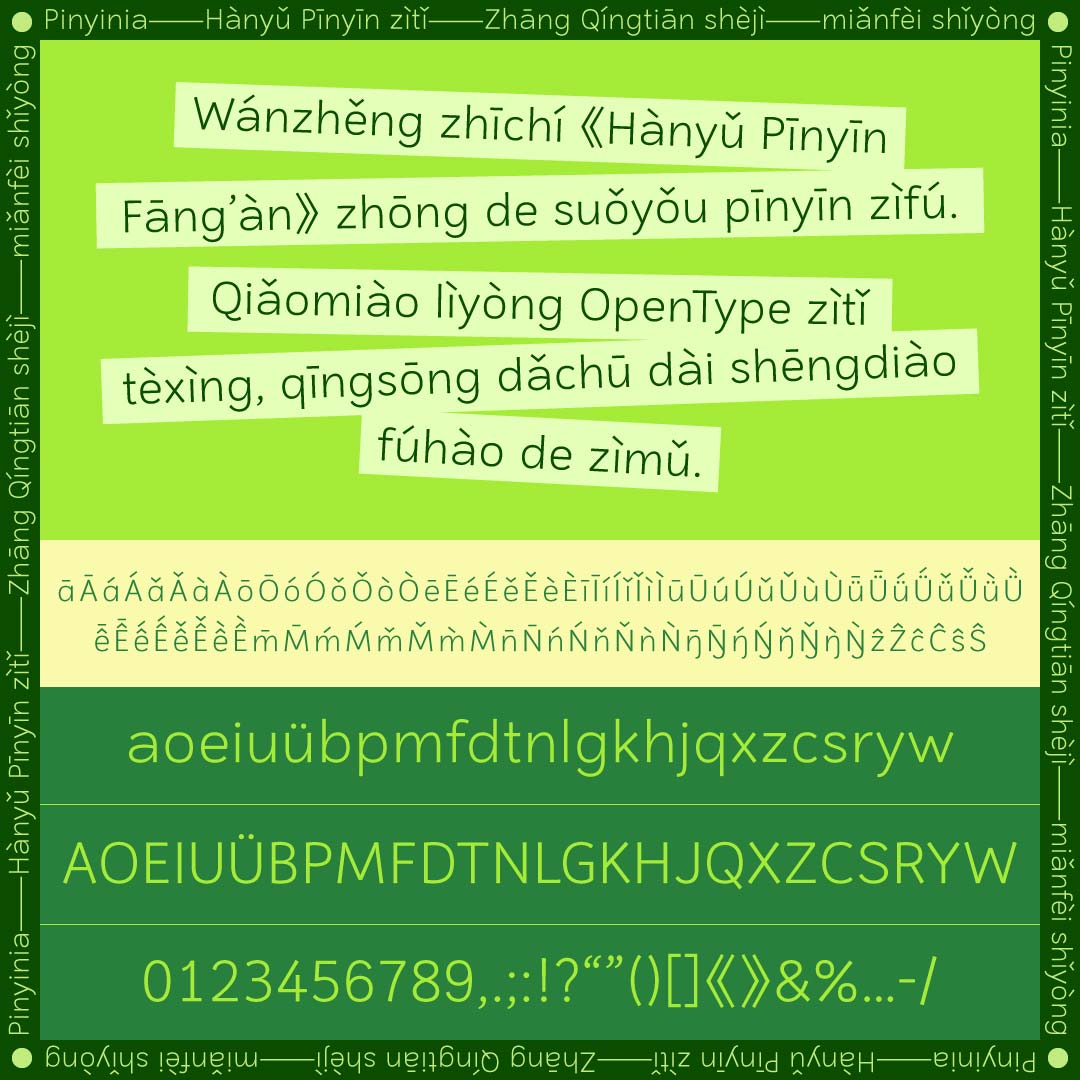 Pinyinia——Hànyǔ Pīnyīn zìtǐ——Zhāng Qíngtiān shèjì——miǎnfèi shǐyòng
Wánzhěng zhīchí《Hànyǔ Pīnyīn
Fāng’àn》 zhōng de suǒyǒu pīnyīn zìfú.
Qiǎomiào lìyòng OpenType zìtǐ
tèxìng, qīngsōng dǎchū dài shēngdiào
fúhào de zìmǔ.
āĀáÁǎǍàÀōŌóÓǒǑòÒēĒéÉěĚèÈīĪíÍǐǏìÌūŪúÚǔǓùÙǖǕǘǗǚǙǜǛ
ê̄Ê̄ếẾê̌Ê̌ềỀm̄M̄ḿḾm̌M̌m̀M̀n̄N̄ńŃňŇǹǸŋ̄Ŋ̄ŋ́Ŋ́ŋ̌Ŋ̌ŋ̀Ŋ̀ẑẐĉĈŝŜ
aoeiuübpmfdtnlgkhjqxzcsryw
AOEIUÜBPMFDTNLGKHJQXZCSRYW
0123456789,.;:!?“”()[]《》&%…-/
Pinyinia——Hànyǔ Pīnyīn zìtǐ——Zhāng Qíngtiān shèjì——miǎnfèi shǐyòng
Pinyinia——Hànyǔ Pīnyīn zìtǐ——Zhāng Qíngtiān shèjì——miǎnfèi shǐyòng
Pinyinia——Hànyǔ Pīnyīn zìtǐ——Zhāng Qíngtiān shèjì——miǎnfèi shǐyòng